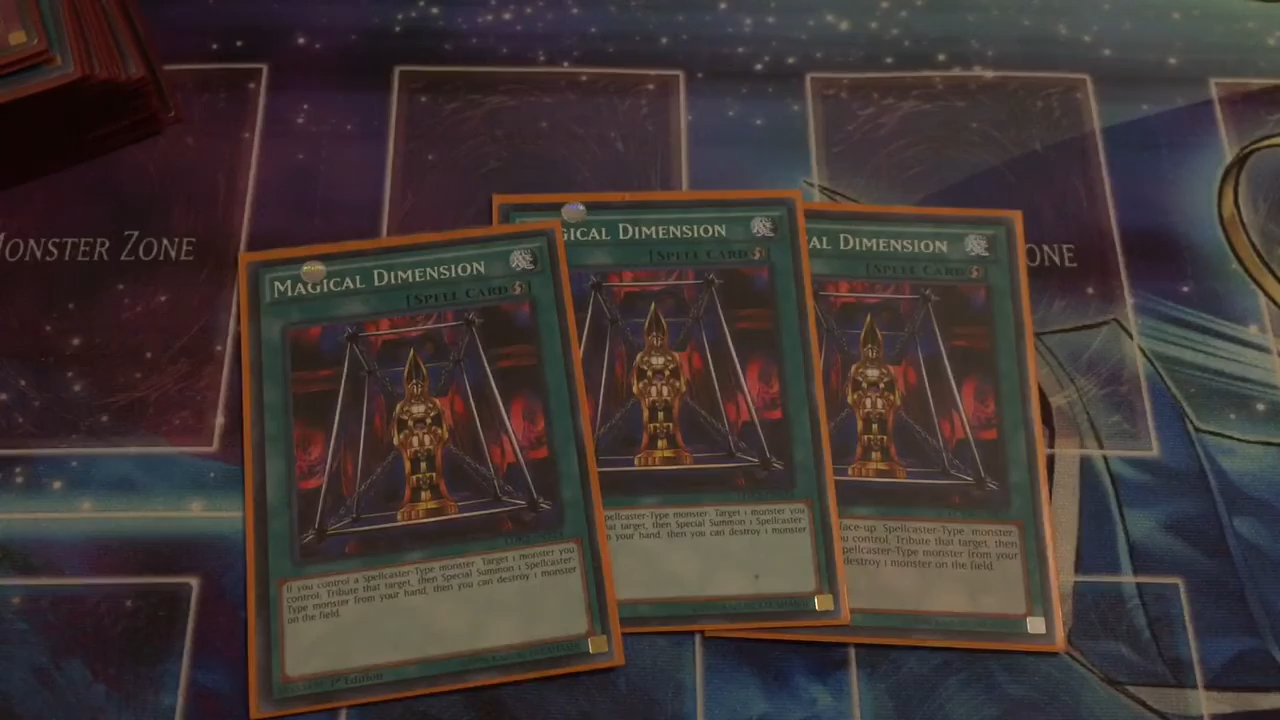 MONSTER ZONE
ONE
MAGICAL DIMENSION
[SPELL CARD]
If you control a Spellcaster-Type monster: Target 1 monster you
control; Tribute that target, then Special Summon 1 Spellcaster-
Type monster from your hand, then you can destroy 1 monster
on the field.
1st Edition
GICAL DIMENSION
[SPELL CARD
pellcaster-Type monster: Target 1 monster you
hat target, then Special Summon 1 Spellcaster-
your hand, then you can destroy 1 monster
CAL DIMENSION
[SPELL CARD
face-up Spellcaster-Type monster:
u control; Tribute that target, then
pellcaster-Type monster from your
destroy 1 monster on the field.